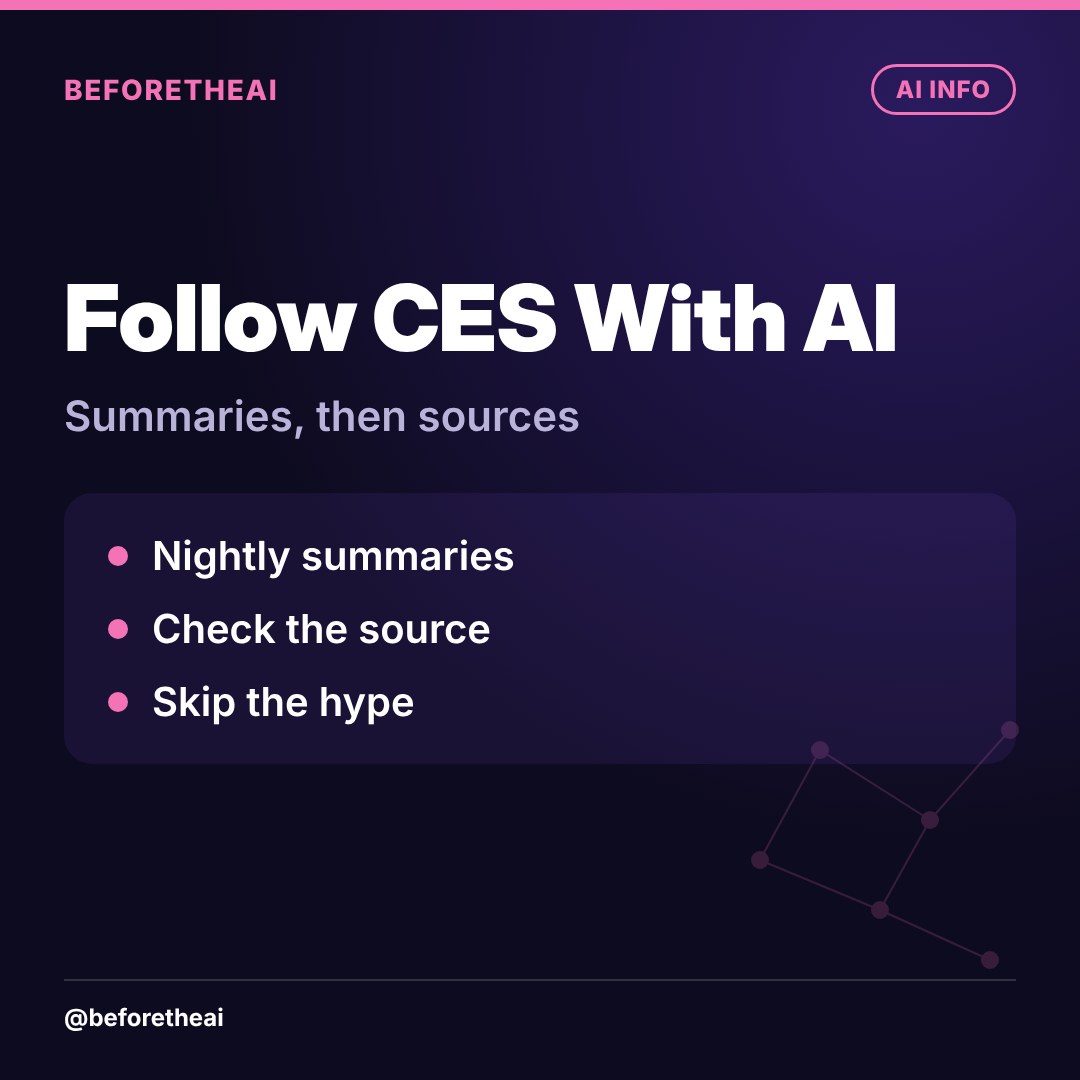 BEFORETHEAI
AI INFO
Follow CES With AI
Summaries, then sources
Nightly summaries
Check the source
Skip the hype
@beforetheai